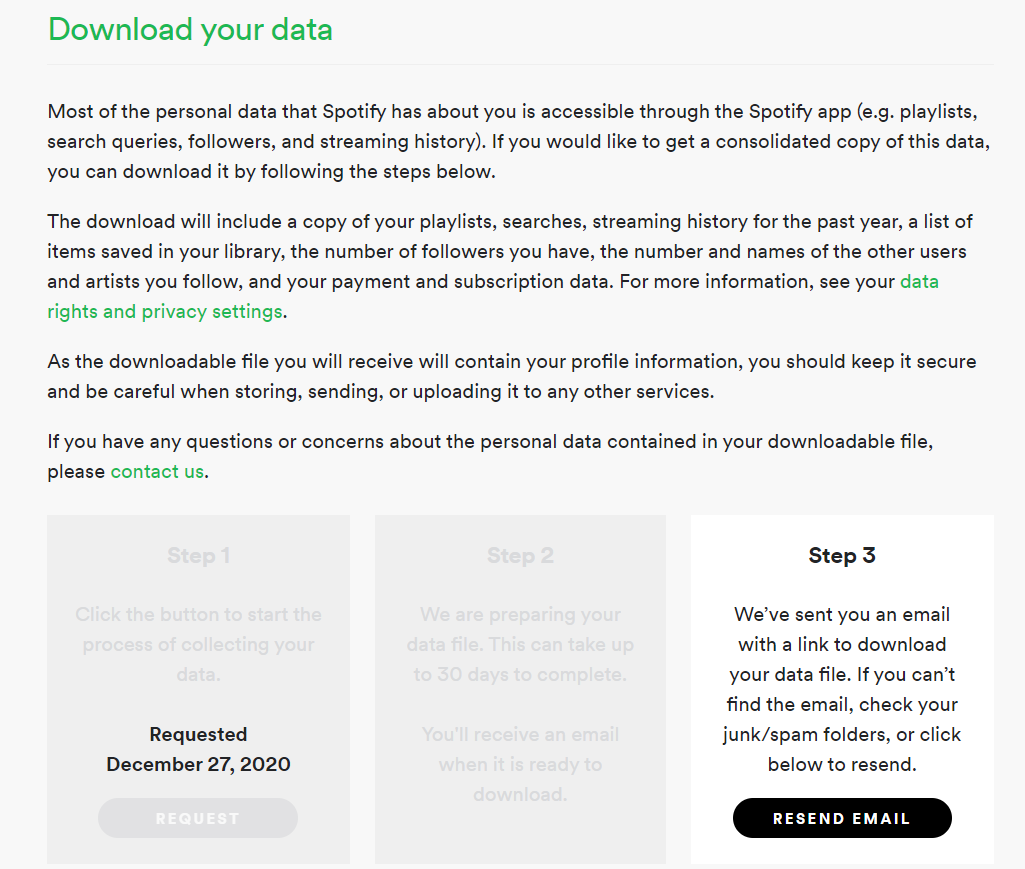 Download your data
Most of the personal data that Spotify has about you is accessible through the Spotify app (e.g. playlists,
search queries, followers, and streaming history). If you would like to get a consolidated copy of this data,
you can download it by following the steps below.
The download will include a copy of your playlists, searches, streaming history for the past year, a list of
items saved in your library, the number of followers you have, the number and names of the other users
and artists you follow, and your payment and subscription data. For more information, see your data
rights and privacy settings.
As the downloadable file you will receive will contain your profile information, you should keep it secure
and be careful when storing, sending, or uploading it to any other services.
If you have any questions or concerns about the personal data contained in your downloadable file,
please contact us.
Step 1
Click the button to start the
process of collecting your
data.
Requested
December 27, 2020
REQUEST
Step 2
We are preparing your
data file. This can take up
to 30 days to complete.
You'll receive an email
when it is ready to
download.
Step 3
We’ve sent you an email
with a link to download
your data file. If you can’t
find the email, check your
junk/spam folders, or click
below to resend.
RESEND EMAIL